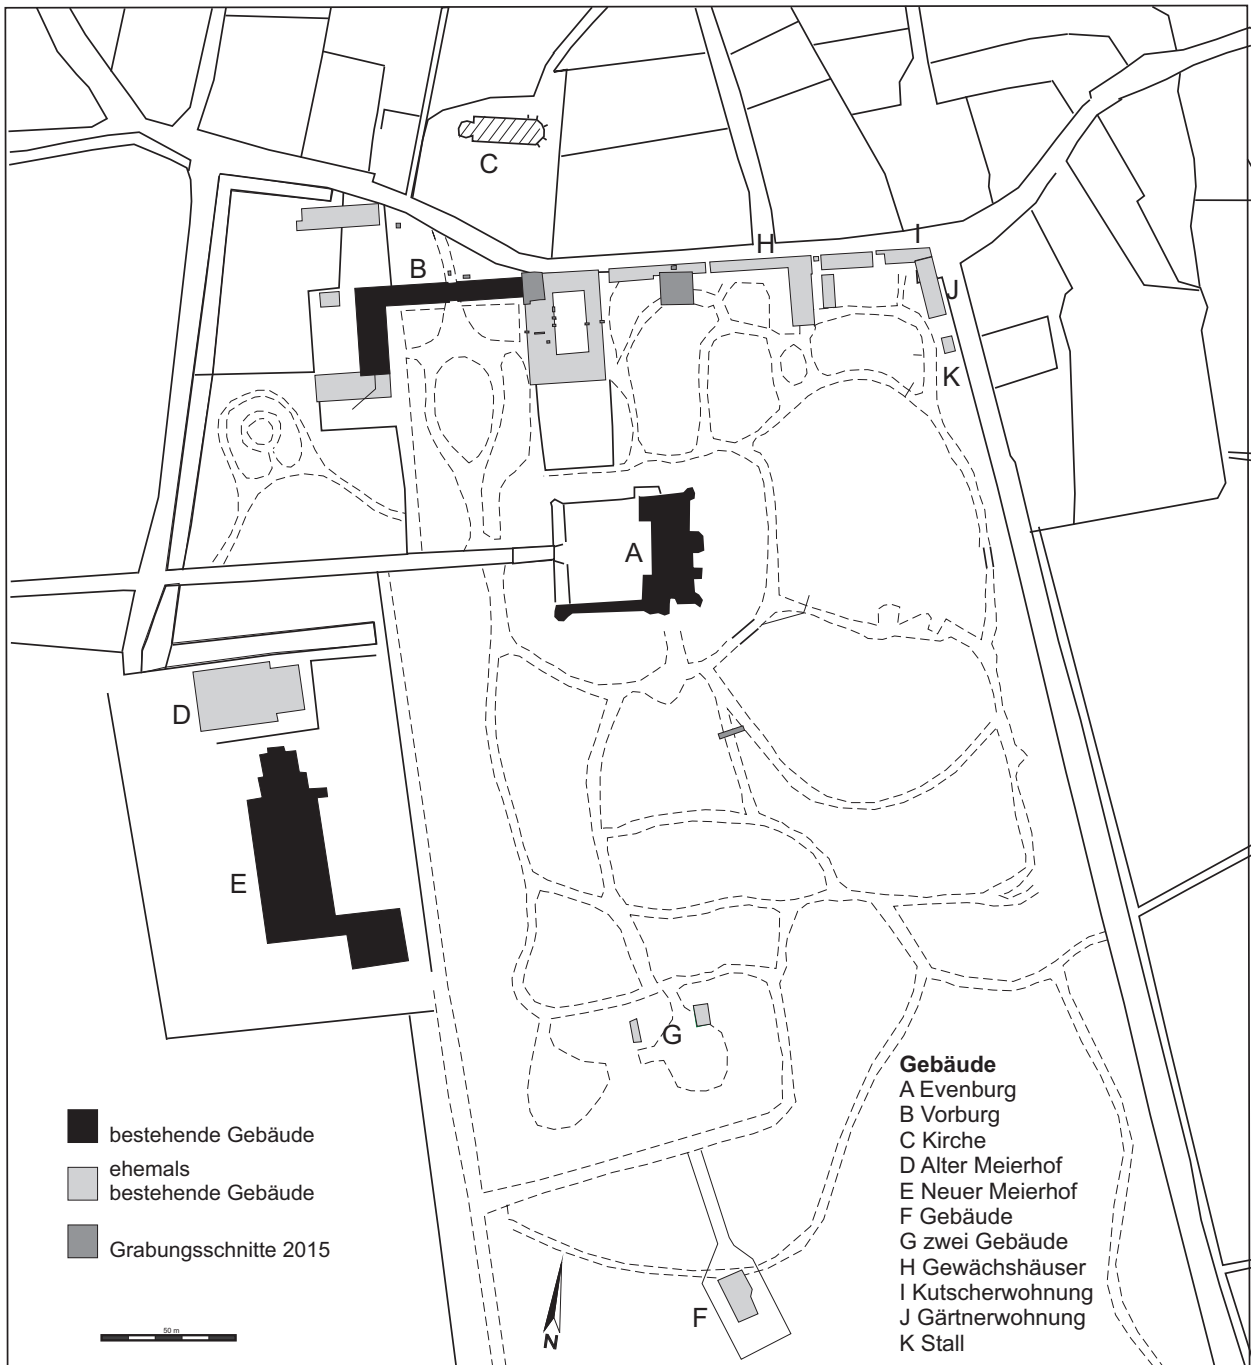 C
H
I
B
J
K
A
D
E
G
F
bestehende Gebäude
ehemals
bestehende Gebäude
Grabungsschnitte 2015
50 m
N
Gebäude
A Evenburg
B Vorburg
C Kirche
D Alter Meierhof
E Neuer Meierhof
F Gebäude
G zwei Gebäude
H Gewächshäuser
I Kutscherwohnung
J Gärtnerwohnung
K Stall